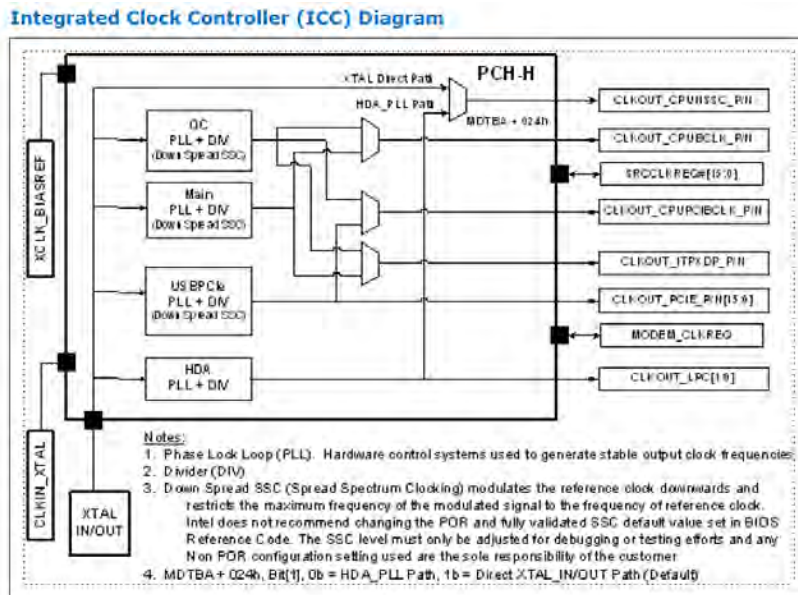 Integrated Clock Controller (ICC) Diagram
XTAL Direct Path
PCH-H
HDA_PLL Path
MDTBA + 024h
OC
PLL + DIV
(Down Spread SSC)
Main
PLL + DIV
(Down Spread SSC)
USBPCIe
PLL + DIV
(Down Spread SSC)
HDA
PLL + DIV
XCLK_BIASREF
CLKIN_XTAL
XTAL
IN/OUT
CLKOUT_CPUNSSC_P/N
CLKOUT_CPUBCLK_P/N
SRCCLKREQ#[15:0]
CLKOUT_CPUPCIBCLK_P/N
CLKOUT_ITPXDP_P/N
CLKOUT_PCIE_P/N[15:0]
MODEM_CLKREQ
CLKOUT_LPC[1:0]
Notes:
1. Phase Lock Loop (PLL). Hardware control systems used to generate stable output clock frequencies
2. Divider (DIV)
3. Down Spread SSC (Spread Spectrum Clocking) modulates the reference clock downwards and
restricts the maximum frequency of the modulated signal to the frequency of reference clock.
Intel does not recommend changing the POR and fully validated SSC default value set in BIOS
Reference Code. The SSC level must only be adjusted for debugging or testing efforts and any
Non POR configuration setting used are the sole responsibility of the customer
4. MDTBA + 024h, Bit[1], 0b = HDA_PLL Path, 1b = Direct XTAL_IN/OUT Path (Default)